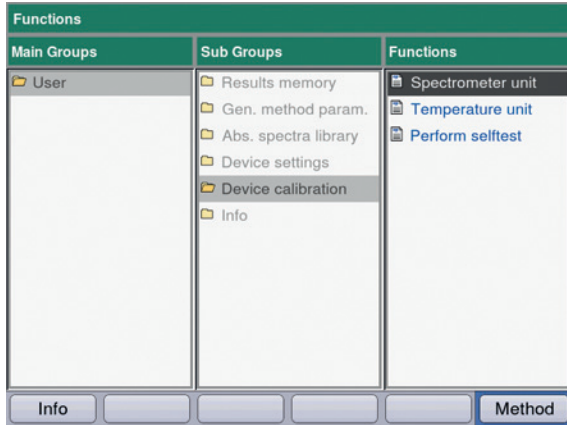 Functions
Main Groups
Sub Groups
Functions
User
Results memory
Gen. method param.
Abs. spectra library
Device settings
Device calibration
Info
Spectrometer unit
Temperature unit
Perform selftest
Info
Method